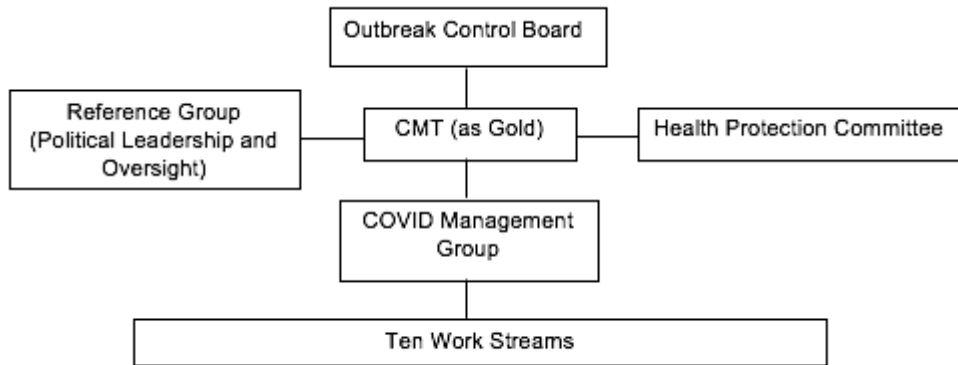 Outbreak Control Board
Reference Group
(Political Leadership and
Oversight)
CMT (as Gold)
Health Protection Committee
COVID Management
Group
Ten Work Streams